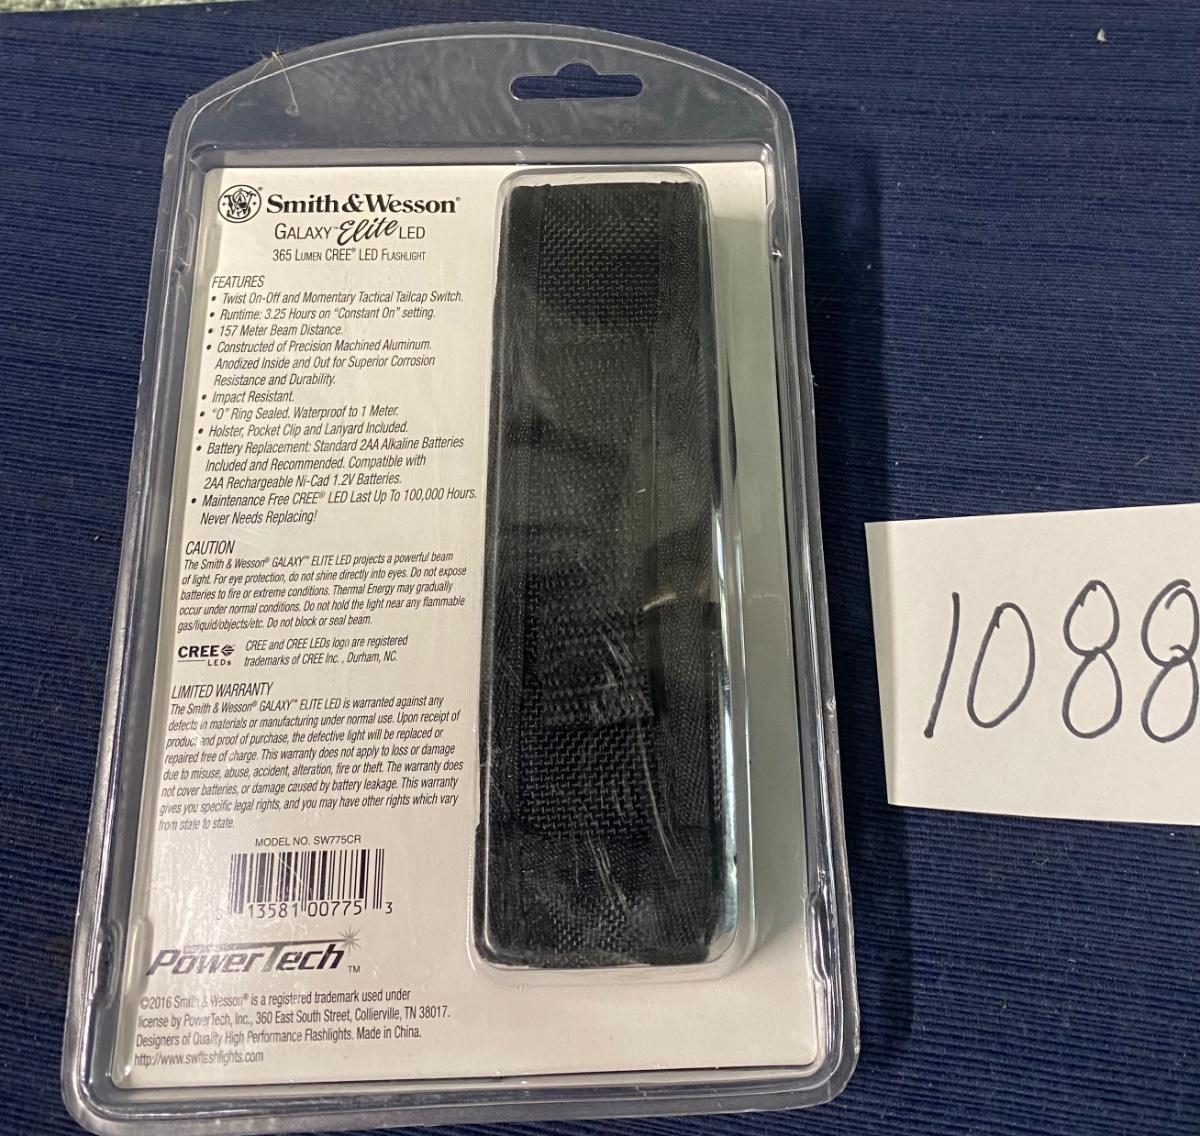 Smith & Wesson®
GALAXY™ Elite LED
365 LUMEN CREE® LED FLASHLIGHT
FEATURES
• Twist On-Off and Momentary Tactical Tailcap Switch.
• Runtime: 3.25 Hours on "Constant On" setting.
• 157 Meter Beam Distance.
• Constructed of Precision Machined Aluminum.
Anodized Inside and Out for Superior Corrosion
Resistance and Durability.
• Impact Resistant.
• "O" Ring Sealed. Waterproof to 1 Meter.
• Holster, Pocket Clip and Lanyard Included.
• Battery Replacement: Standard 2AA Alkaline Batteries
Included and Recommended. Compatible with
2AA Rechargeable Ni-Cad 1.2V Batteries.
• Maintenance Free CREE® LED Last Up To 100,000 Hours.
Never Needs Replacing!
CAUTION
The Smith & Wesson® GALAXY™ ELITE LED projects a powerful beam
of light. For eye protection, do not shine directly into eyes. Do not expose
batteries to fire or extreme conditions. Thermal Energy may gradually
occur under normal conditions. Do not hold the light near any flammable
gas/liquid/objects/etc. Do not block or seal beam.
CREE LEDs
CREE and CREE LEDs logo are registered
trademarks of CREE Inc., Durham, NC.
LIMITED WARRANTY
The Smith & Wesson® GALAXY™ ELITE LED is warranted against any
defects in materials or manufacturing under normal use. Upon receipt of
product and proof of purchase, the defective light will be replaced or
repaired free of charge. This warranty does not apply to loss or damage
due to misuse, abuse, accident, alteration, fire or theft. The warranty does
not cover batteries, or damage caused by battery leakage. This warranty
gives you specific legal rights, and you may have other rights which vary
from state to state.
MODEL NO. SW775CR
13581 00775 3
PowerTech™
©2016 Smith & Wesson® is a registered trademark used under
license by PowerTech, Inc., 360 East South Street, Collierville, TN 38017.
Designers of Quality High Performance Flashlights. Made in China.
http://www.swflashlights.com
1088